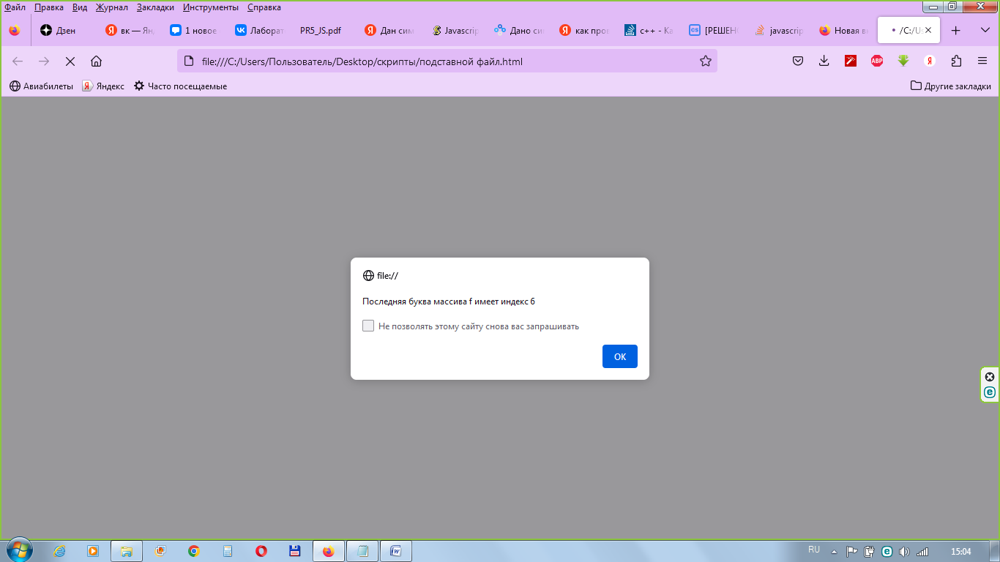 Файл Правка Вид Журнал Закладки Инструменты Справка
Дзен
вк — Ян
1 новое
Лаборат
PR5_JS.pdf
Дан сим
Javascrip
Дано си
как про
c++ - Ка
[РЕШЕН
javascrip
Новая в
/C:/Us
file:///C:/Users/Пользователь/Desktop/скрипты/подставной файл.html
ABP
Авиабилеты Яндекс Часто посещаемые Другие закладки
file://
Последняя буква массива f имеет индекс 6
Не позволять этому сайту снова вас запрашивать
OK
RU 15:04